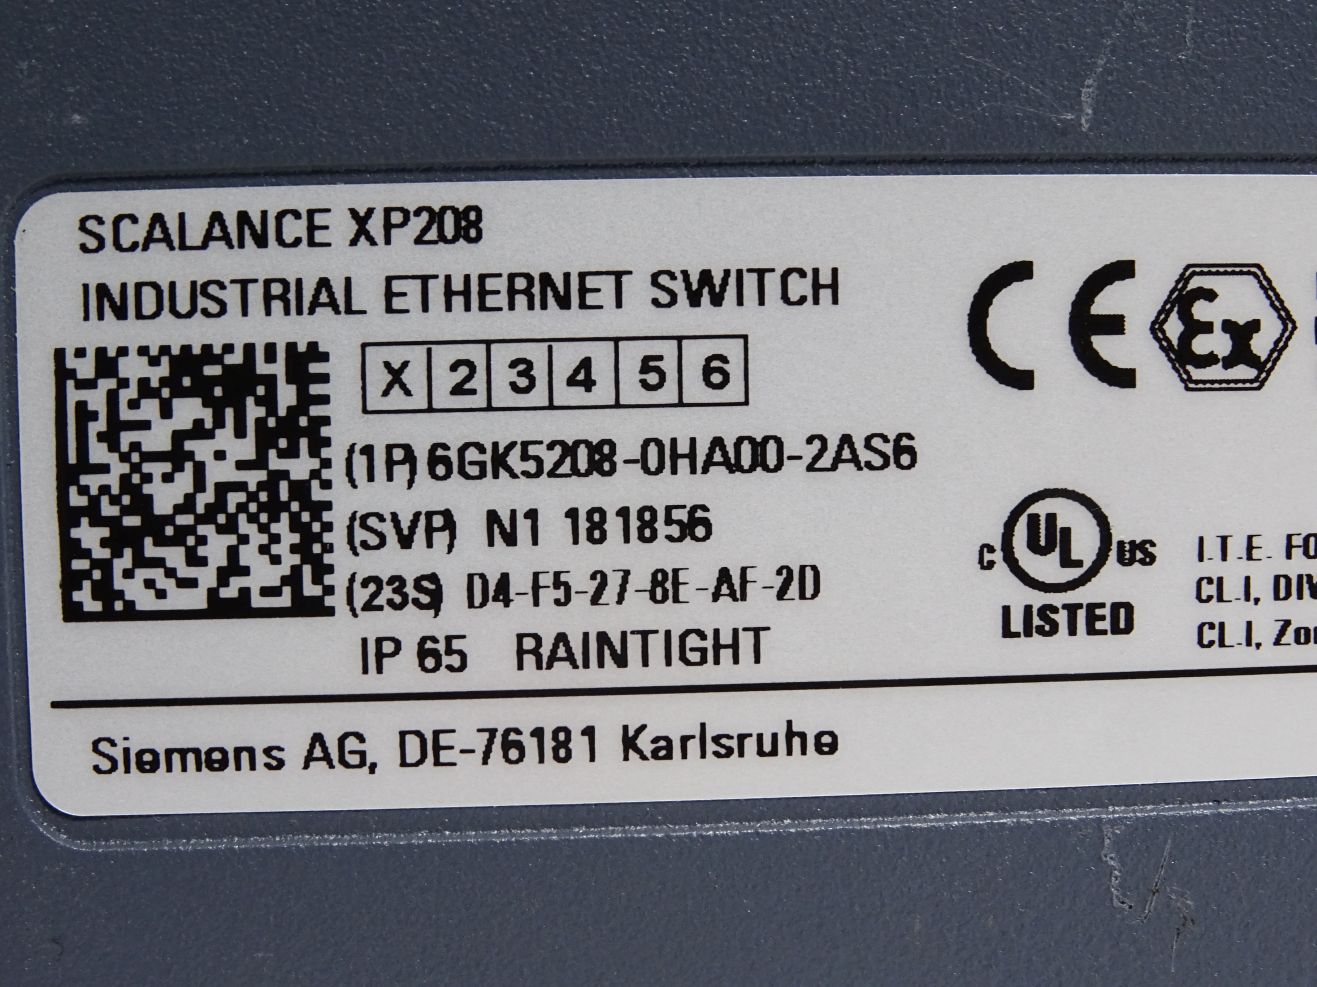 SCALANCE XP208
INDUSTRIAL ETHERNET SWITCH
X 2 3 4 5 6
(1P) 6GK5208-0HA00-2AS6
(SVP) N1 181856
(23S) D4-F5-27-8E-AF-2D
IP 65 RAINTIGHT
Siemens AG, DE-76181 Karlsruhe
CE Ex
C UL US
LISTED
I.T.E.
CL.I,
CL.I,